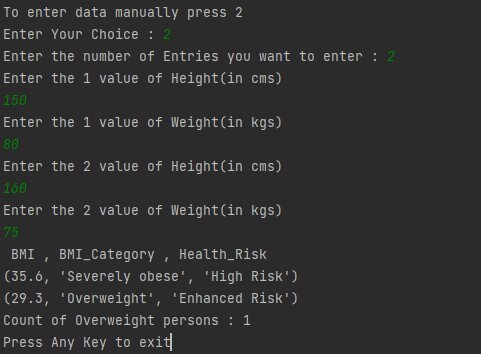 To enter data manually press 2
Enter Your Choice : 2
Enter the number of Entries you want to enter : 2
Enter the 1 value of Height(in cms)
150
Enter the 1 value of Weight(in kgs)
80
Enter the 2 value of Height(in cms)
160
Enter the 2 value of Weight(in kgs)
75
 BMI , BMI_Category , Health_Risk
(35.6, 'Severely obese', 'High Risk')
(29.3, 'Overweight', 'Enhanced Risk')
Count of Overweight persons : 1
Press Any Key to exit